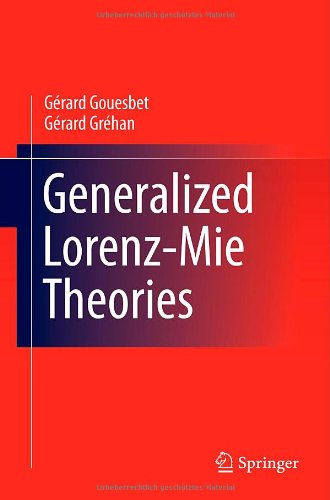 Urheberrechtlich geschütztes Material
Gérard Gouesbet
Gérard Gréhan
Generalized
Lorenz-Mie
Theories
Springer